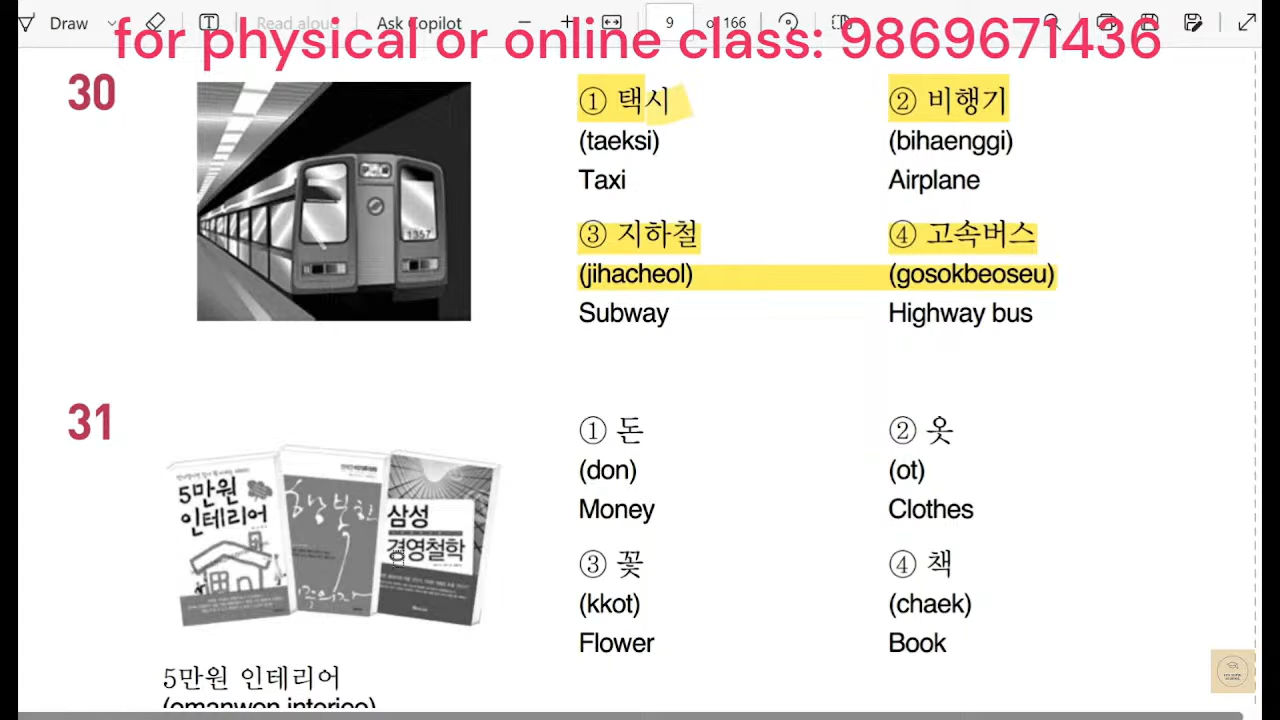 Draw
Read aloud
Ask Copilot
9 of 166
for physical or online class: 9869671436
30
1357
① 택시
(taeksi)
Taxi
② 비행기
(bihaenggi)
Airplane
③ 지하철
(jihacheol)
Subway
④ 고속버스
(gosokbeoseu)
Highway bus
31
5만원
인테리어
삼성
경영철학
① 돈
(don)
Money
② 옷
(ot)
Clothes
③ 꽃
(kkot)
Flower
④ 책
(chaek)
Book
5만원 인테리어
(omanwon interieo)